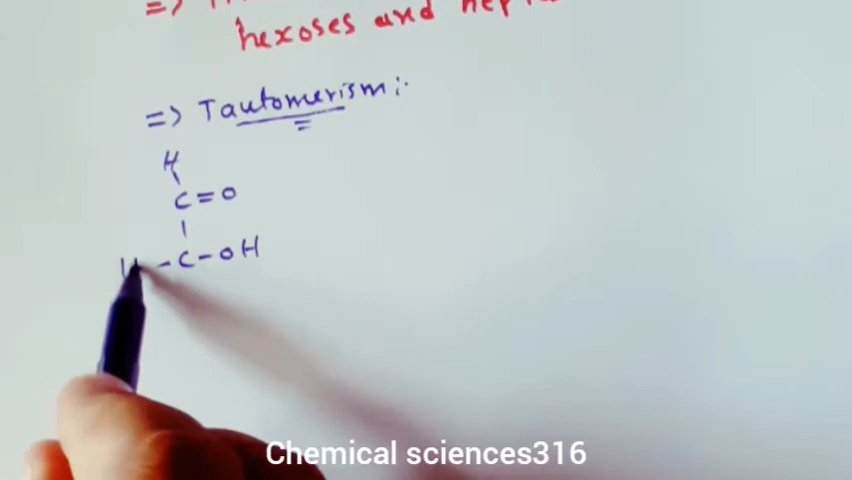 =>
hexoses and
=> Tautomerism :-
H
C=O
H-C-OH
Chemical sciences316